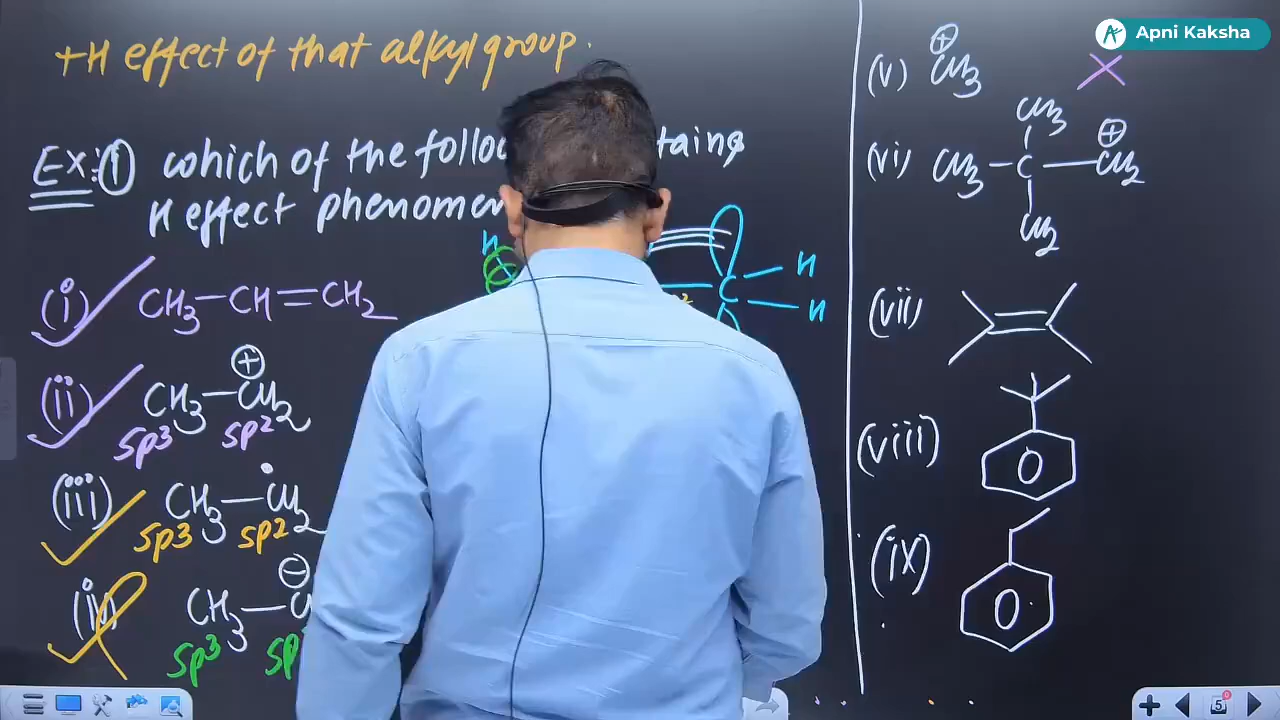 +H effect of that alkyl group.
Ex:① which of the
H effect phenomen
(i) CH3-CH=CH2
(ii) CH3-CH2 ⊕
sp3 sp2
(iii) CH3-CH2
sp3 sp2
(iv) CH3- ⊖
sp3 sp
H
H
H
C
(v) CH3 ⊕ X
CH3
(vi) CH3-C-CH2 ⊕
CH3
(vii)
(viii)
(ix)
Apni Kaksha
5